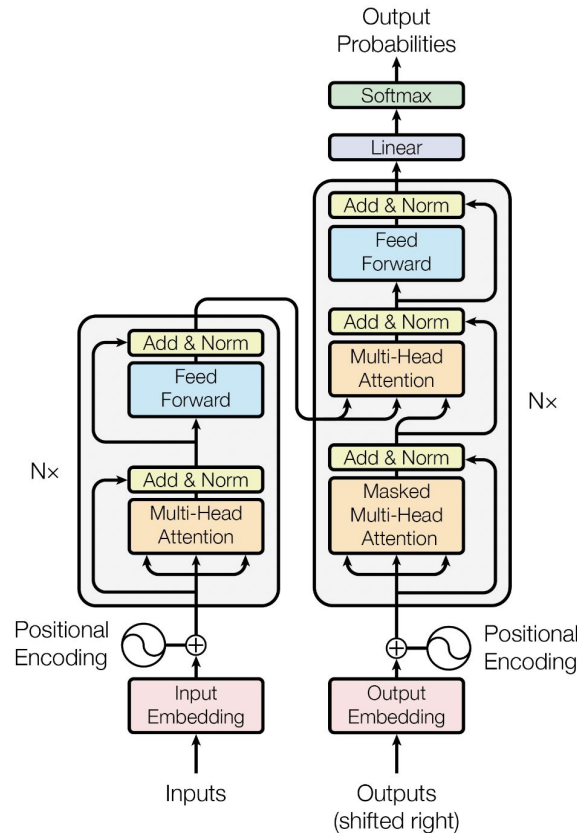 Output
Probabilities
Softmax
Linear
Add & Norm
Feed
Forward
Add & Norm
Multi-Head
Attention
Add & Norm
Masked
Multi-Head
Attention
N×
Add & Norm
Feed
Forward
N×
Add & Norm
Multi-Head
Attention
Positional
Encoding
Positional
Encoding
Input
Embedding
Output
Embedding
Inputs
Outputs
(shifted right)